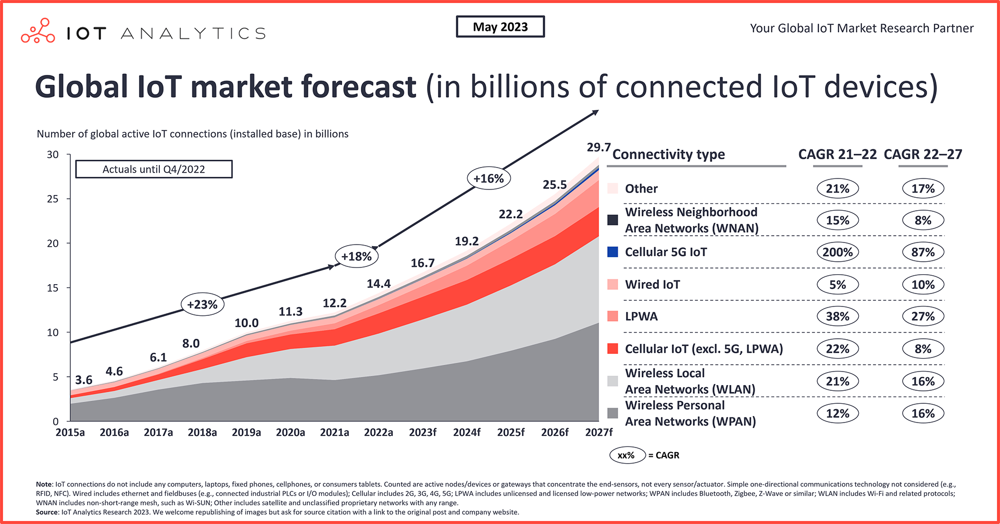 IOT ANALYTICS
May 2023
Your Global IoT Market Research Partner
Global IoT market forecast (in billions of connected IoT devices)
Number of global active IoT connections (installed base) in billions
Actuals until Q4/2022
30
25
20
15
10
5
0
+23%
+18%
+16%
3.6
4.6
6.1
8.0
10.0
11.3
12.2
14.4
16.7
19.2
22.2
25.5
29.7
2015a 2016a 2017a 2018a 2019a 2020a 2021a 2022a 2023f 2024f 2025f 2026f 2027f
Connectivity type CAGR 21–22 CAGR 22–27
Other 21% 17%
Wireless Neighborhood
Area Networks (WNAN) 15% 8%
Cellular 5G IoT 200% 87%
Wired IoT 5% 10%
LPWA 38% 27%
Cellular IoT (excl. 5G, LPWA) 22% 8%
Wireless Local
Area Networks (WLAN) 21% 16%
Wireless Personal
Area Networks (WPAN) 12% 16%
xx% = CAGR
Note: IoT connections do not include any computers, laptops, fixed phones, cellphones, or consumers tablets. Counted are active nodes/devices or gateways that concentrate the end-sensors, not every sensor/actuator. Simple one-directional communications technology not considered (e.g.,
RFID, NFC). Wired includes ethernet and fieldbuses (e.g., connected industrial PLCs or I/O modules); Cellular includes 2G, 3G, 4G, 5G; LPWA includes unlicensed and licensed low-power networks; WPAN includes Bluetooth, Zigbee, Z-Wave or similar; WLAN includes Wi-Fi and related protocols;
WNAN includes non-short-range mesh, such as Wi-SUN; Other includes satellite and unclassified proprietary networks with any range.
Source: IoT Analytics Research 2023. We welcome republishing of images but ask for source citation with a link to the original post and company website.